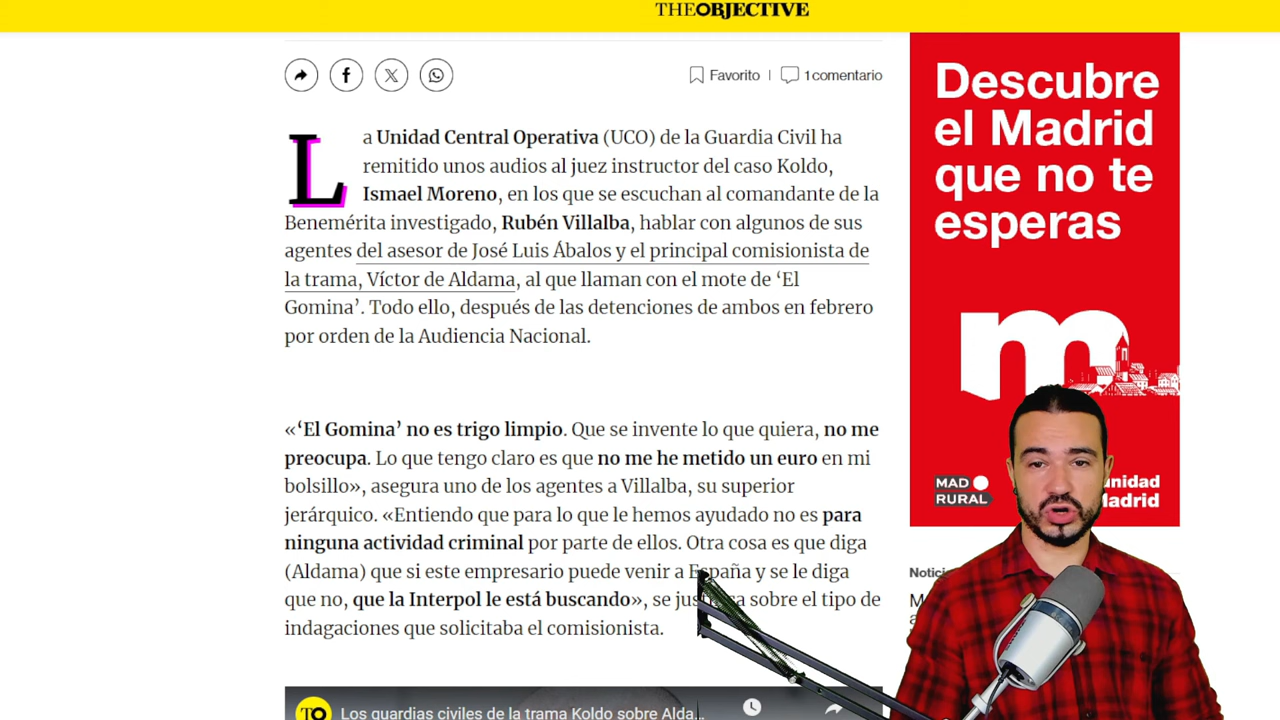 THEOBJECTIVE
Favorito | 1 comentario
La Unidad Central Operativa (UCO) de la Guardia Civil ha
remitido unos audios al juez instructor del caso Koldo,
Ismael Moreno, en los que se escuchan al comandante de la
Benemérita investigado, Rubén Villalba, hablar con algunos de sus
agentes del asesor de José Luis Ábalos y el principal comisionista de
la trama, Víctor de Aldama, al que llaman con el mote de ‘El
Gomina’. Todo ello, después de las detenciones de ambos en febrero
por orden de la Audiencia Nacional.
«‘El Gomina’ no es trigo limpio. Que se invente lo que quiera, no me
preocupa. Lo que tengo claro es que no me he metido un euro en mi
bolsillo», asegura uno de los agentes a Villalba, su superior
jerárquico. «Entiendo que para lo que le hemos ayudado no es para
ninguna actividad criminal por parte de ellos. Otra cosa es que diga
(Aldama) que si este empresario puede venir a España y se le diga
que no, que la Interpol le está buscando», se sobre el tipo de
indagaciones que solicitaba el comisionista.
TO Los guardias civiles de la trama Koldo sobre Alda...
Descubre
el Madrid
que no te
esperas
m
MAD
RURAL
Madrid